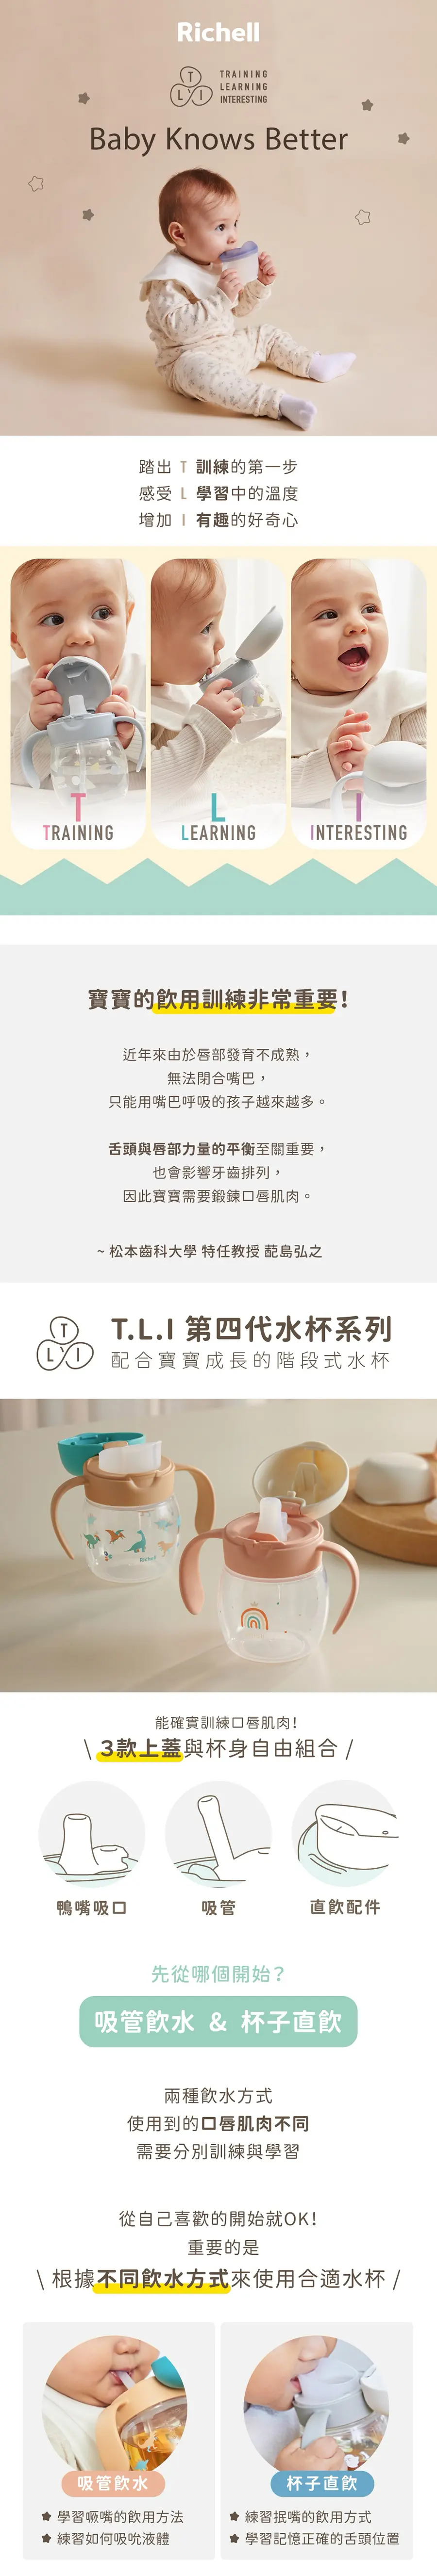 Richell
T
L I
TRAINING
LEARNING
INTERESTING
Baby Knows Better
踏出 T 訓練的第一步
感受 L 學習中的溫度
增加 I 有趣的好奇心
T
TRAINING
L
LEARNING
I
INTERESTING
寶寶的飲用訓練非常重要!
近年來由於唇部發育不成熟，
無法閉合嘴巴，
只能用嘴巴呼吸的孩子越來越多。
舌頭與唇部力量的平衡至關重要，
也會影響牙齒排列，
因此寶寶需要鍛鍊口唇肌肉。
~ 松本齒科大學 特任教授 蓜島弘之
T
L I
T.L.I 第四代水杯系列
配合寶寶成長的階段式水杯
Richell
能確實訓練口唇肌肉!
\ 3款上蓋與杯身自由組合 /
鴨嘴吸口
吸管
直飲配件
先從哪個開始?
吸管飲水 & 杯子直飲
兩種飲水方式
使用到的口唇肌肉不同
需要分別訓練與學習
從自己喜歡的開始就OK!
重要的是
\ 根據不同飲水方式來使用合適水杯 /
吸管飲水
學習噘嘴的飲用方法
練習如何吸吮液體
杯子直飲
練習抿嘴的飲用方式
學習記憶正確的舌頭位置